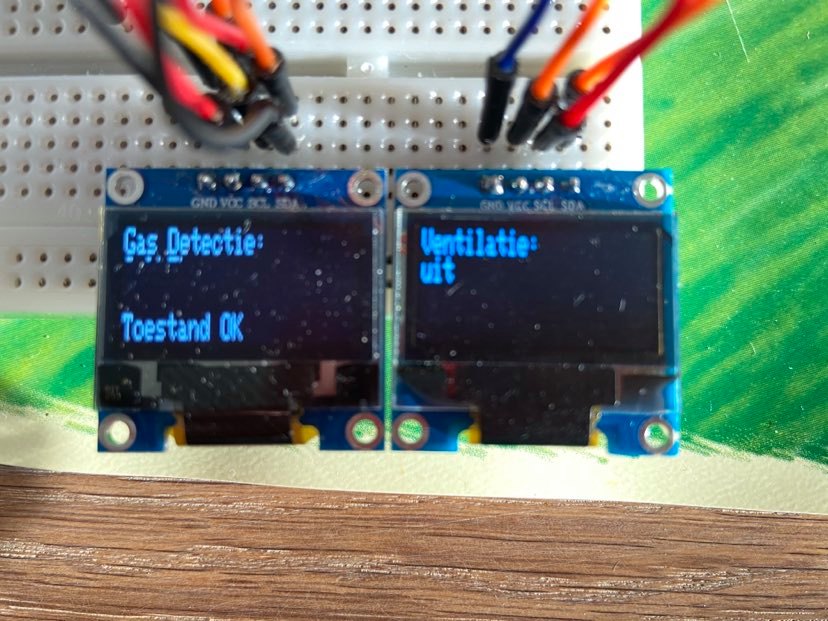 GND VCC SCL SDA
Gas Detectie:
Toestand OK
GND VCC SCL SDA
Ventilatie:
uit